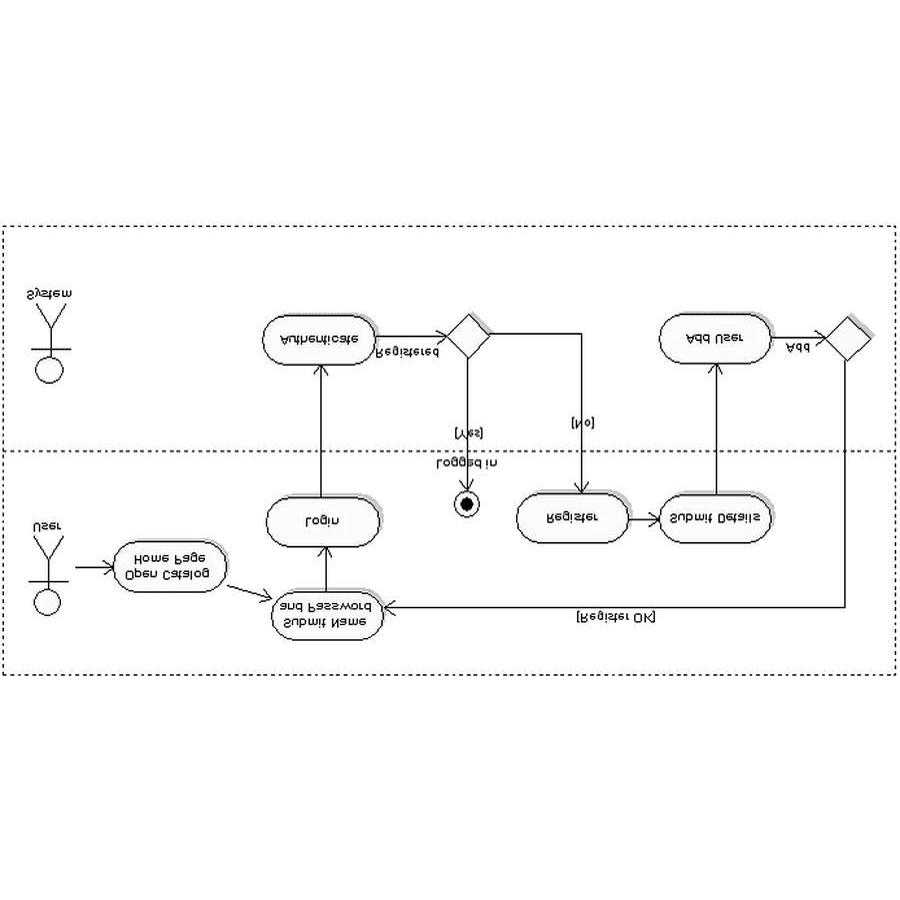 User
Open Catalog
Home Page
Submit Name
and Password
[Register OK]
Login
Register
Submit Details
Logged in
[Yes]
[No]
System
Authenticate
Registered
Add User
Add